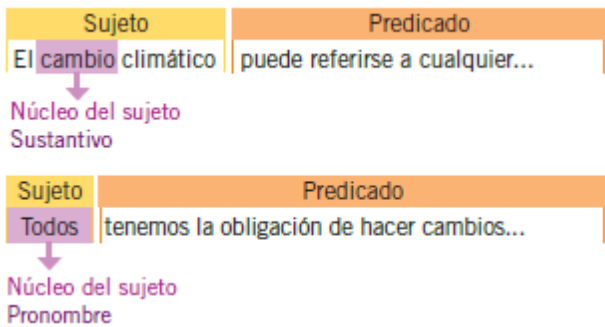 Sujeto Predicado
El cambio climático puede referirse a cualquier...
Núcleo del sujeto
Sustantivo
Sujeto Predicado
Todos tenemos la obligación de hacer cambios...
Núcleo del sujeto
Pronombre